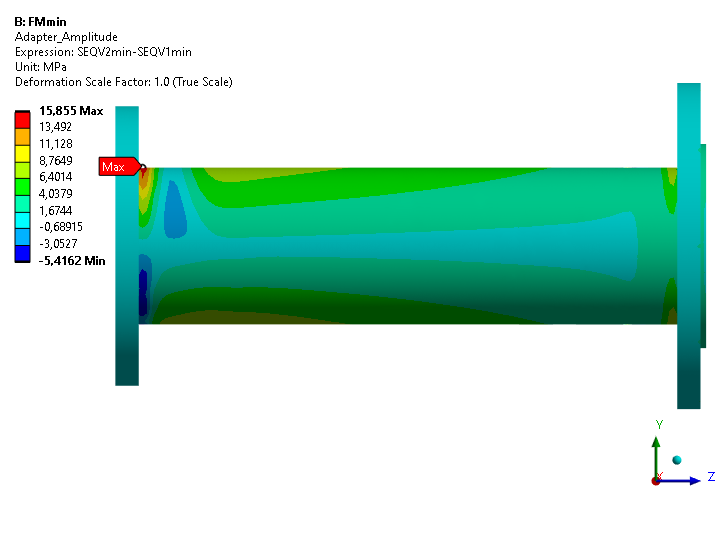 B: FMmin
Adapter_Amplitude
Expression: SEQV2min-SEQV1min
Unit: MPa
Deformation Scale Factor: 1.0 (True Scale)
15,855 Max
13,492
11,128
8,7649
6,4014
4,0379
1,6744
-0,68915
-3,0527
-5,4162 Min
Max
Y
X
Z